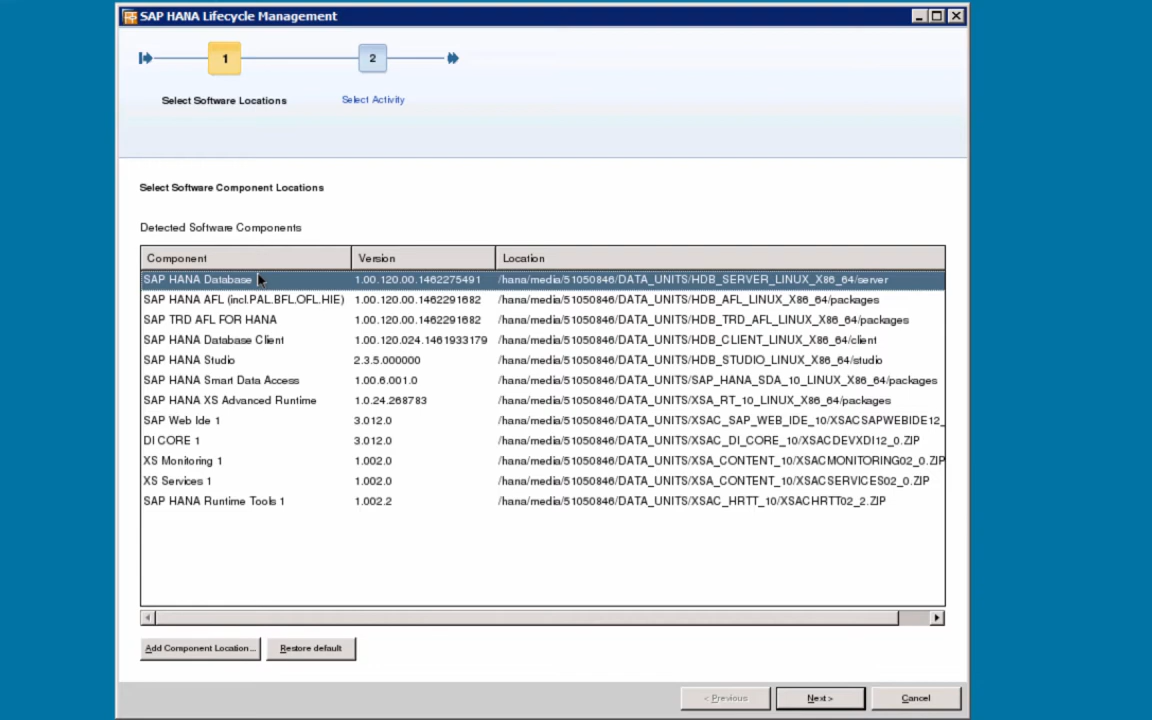 SAP HANA Lifecycle Management
1 2
Select Software Locations Select Activity
Select Software Component Locations
Detected Software Components
Component Version Location
SAP HANA Database 1.00.120.00.1462275491 /hana/media/51050846/DATA_UNITS/HDB_SERVER_LINUX_X86_64/server
SAP HANA AFL (incl.PAL.BFL.OFL.HIE) 1.00.120.00.1462291682 /hana/media/51050846/DATA_UNITS/HDB_AFL_LINUX_X86_64/packages
SAP TRD AFL FOR HANA 1.00.120.00.1462291682 /hana/media/51050846/DATA_UNITS/HDB_TRD_AFL_LINUX_X86_64/packages
SAP HANA Database Client 1.00.120.024.1461933179 /hana/media/51050846/DATA_UNITS/HDB_CLIENT_LINUX_X86_64/client
SAP HANA Studio 2.3.5.000000 /hana/media/51050846/DATA_UNITS/HDB_STUDIO_LINUX_X86_64/studio
SAP HANA Smart Data Access 1.00.6.001.0 /hana/media/51050846/DATA_UNITS/SAP_HANA_SDA_10_LINUX_X86_64/packages
SAP HANA XS Advanced Runtime 1.0.24.268783 /hana/media/51050846/DATA_UNITS/XSA_RT_10_LINUX_X86_64/packages
SAP Web Ide 1 3.012.0 /hana/media/51050846/DATA_UNITS/XSAC_SAP_WEB_IDE_10/XSACSAPWEBIDE12_
DI CORE 1 3.012.0 /hana/media/51050846/DATA_UNITS/XSAC_DI_CORE_10/XSACDEVXDI12_0.ZIP
XS Monitoring 1 1.002.0 /hana/media/51050846/DATA_UNITS/XSA_CONTENT_10/XSACMONITORING02_0.ZIP
XS Services 1 1.002.0 /hana/media/51050846/DATA_UNITS/XSA_CONTENT_10/XSACSERVICES02_0.ZIP
SAP HANA Runtime Tools 1 1.002.2 /hana/media/51050846/DATA_UNITS/XSAC_HRTT_10/XSACHRTT02_2.ZIP
Add Component Location... Restore default
< Previous Next > Cancel